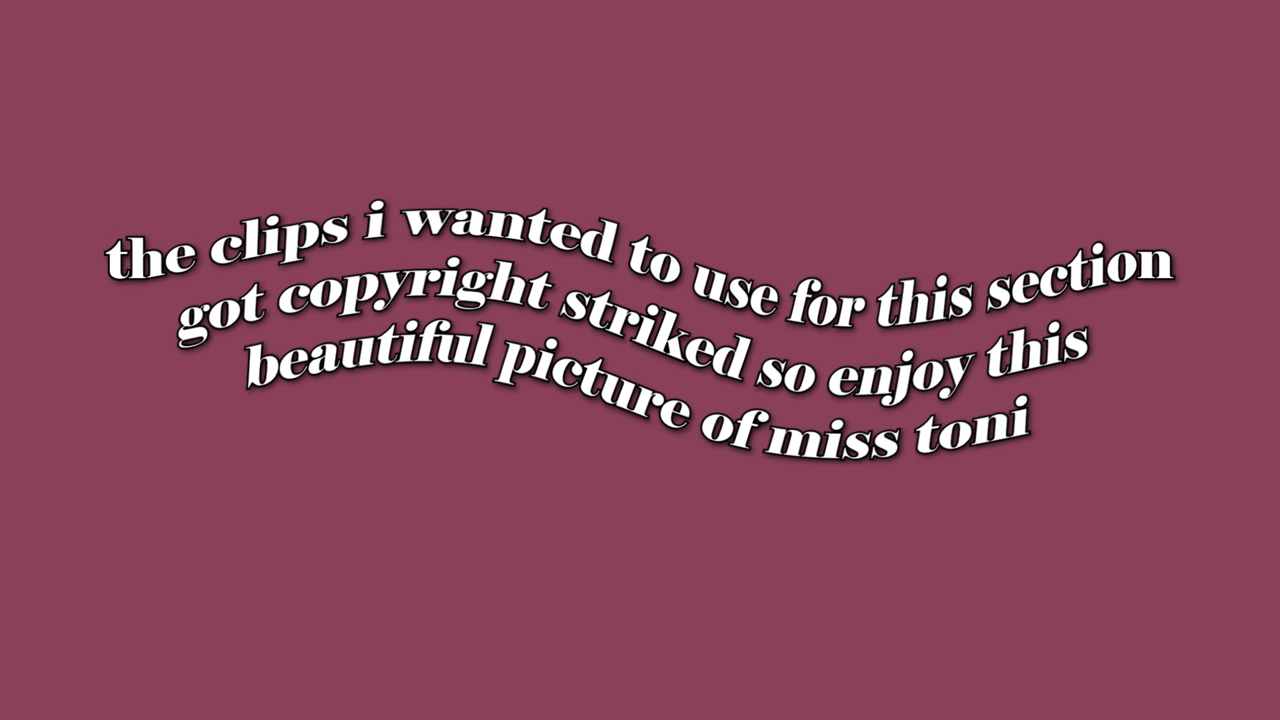 the clips i wanted to use for this section
got copyright striked so enjoy this
beautiful picture of miss toni